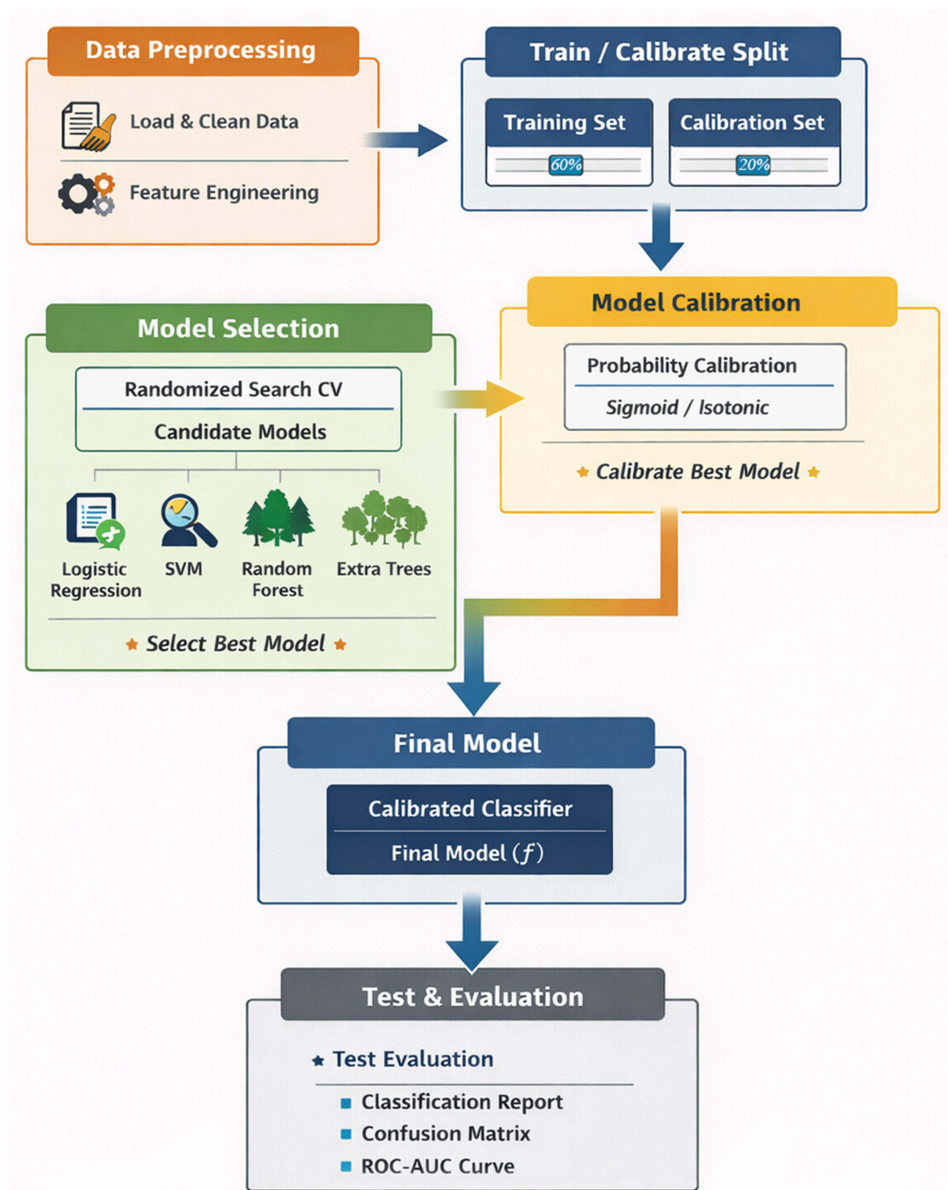 Data Preprocessing
Load & Clean Data
Feature Engineering
Train / Calibrate Split
Training Set
60%
Calibration Set
20%
Model Selection
Randomized Search CV
Candidate Models
Logistic
Regression
SVM
Random
Forest
Extra Trees
Select Best Model
Model Calibration
Probability Calibration
Sigmoid / Isotonic
Calibrate Best Model
Final Model
Calibrated Classifier
Final Model (f)
Test & Evaluation
Test Evaluation
Classification Report
Confusion Matrix
ROC-AUC Curve